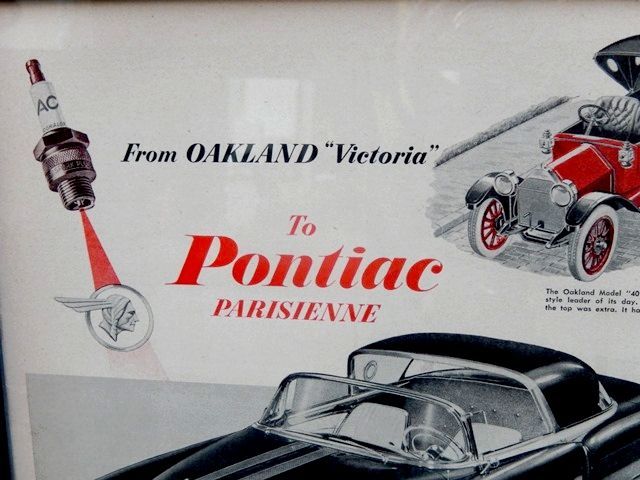 AC
From OAKLAND "Victoria"
To
Pontiac
PARISIENNE
The Oakland Model "40
style leader of its day.
the top was extra. It ha